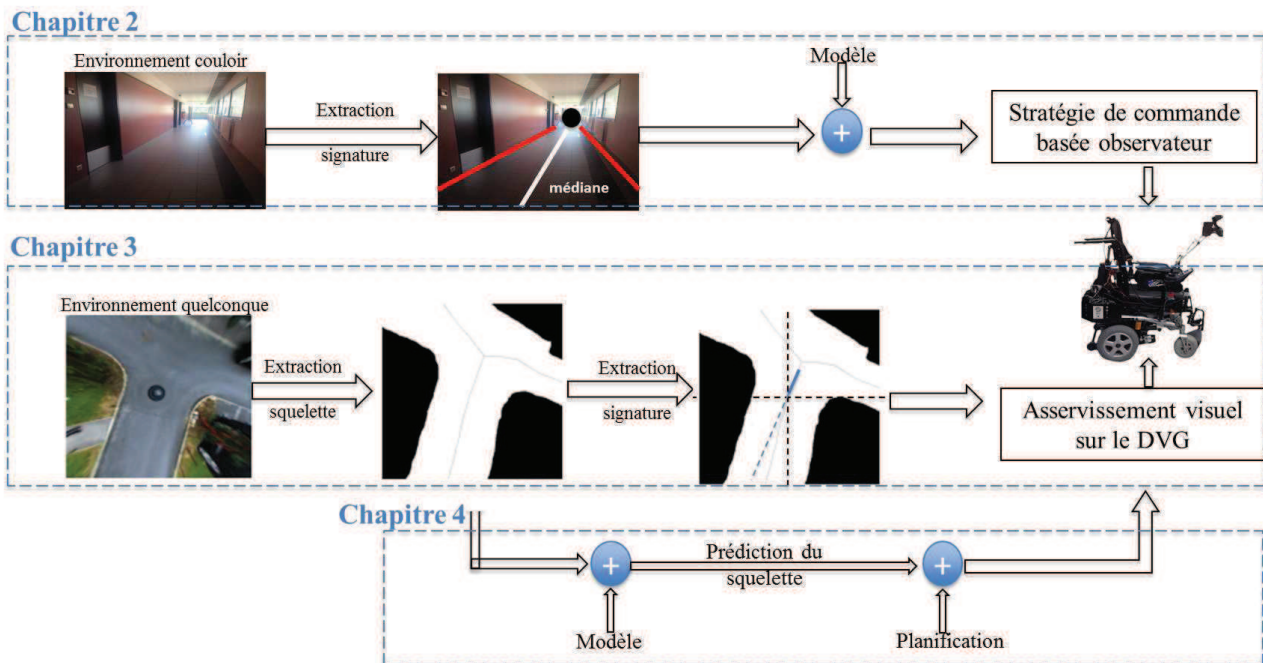 Chapitre 2
Environnement couloir
Extraction
signature
médiane
Modèle
+
Stratégie de commande
basée observateur
Chapitre 3
Environnement quelconque
Extraction
squelette
Extraction
signature
Asservissement visuel
sur le DVG
Chapitre 4
+
Prédiction du
squelette
+
Modèle
Planification